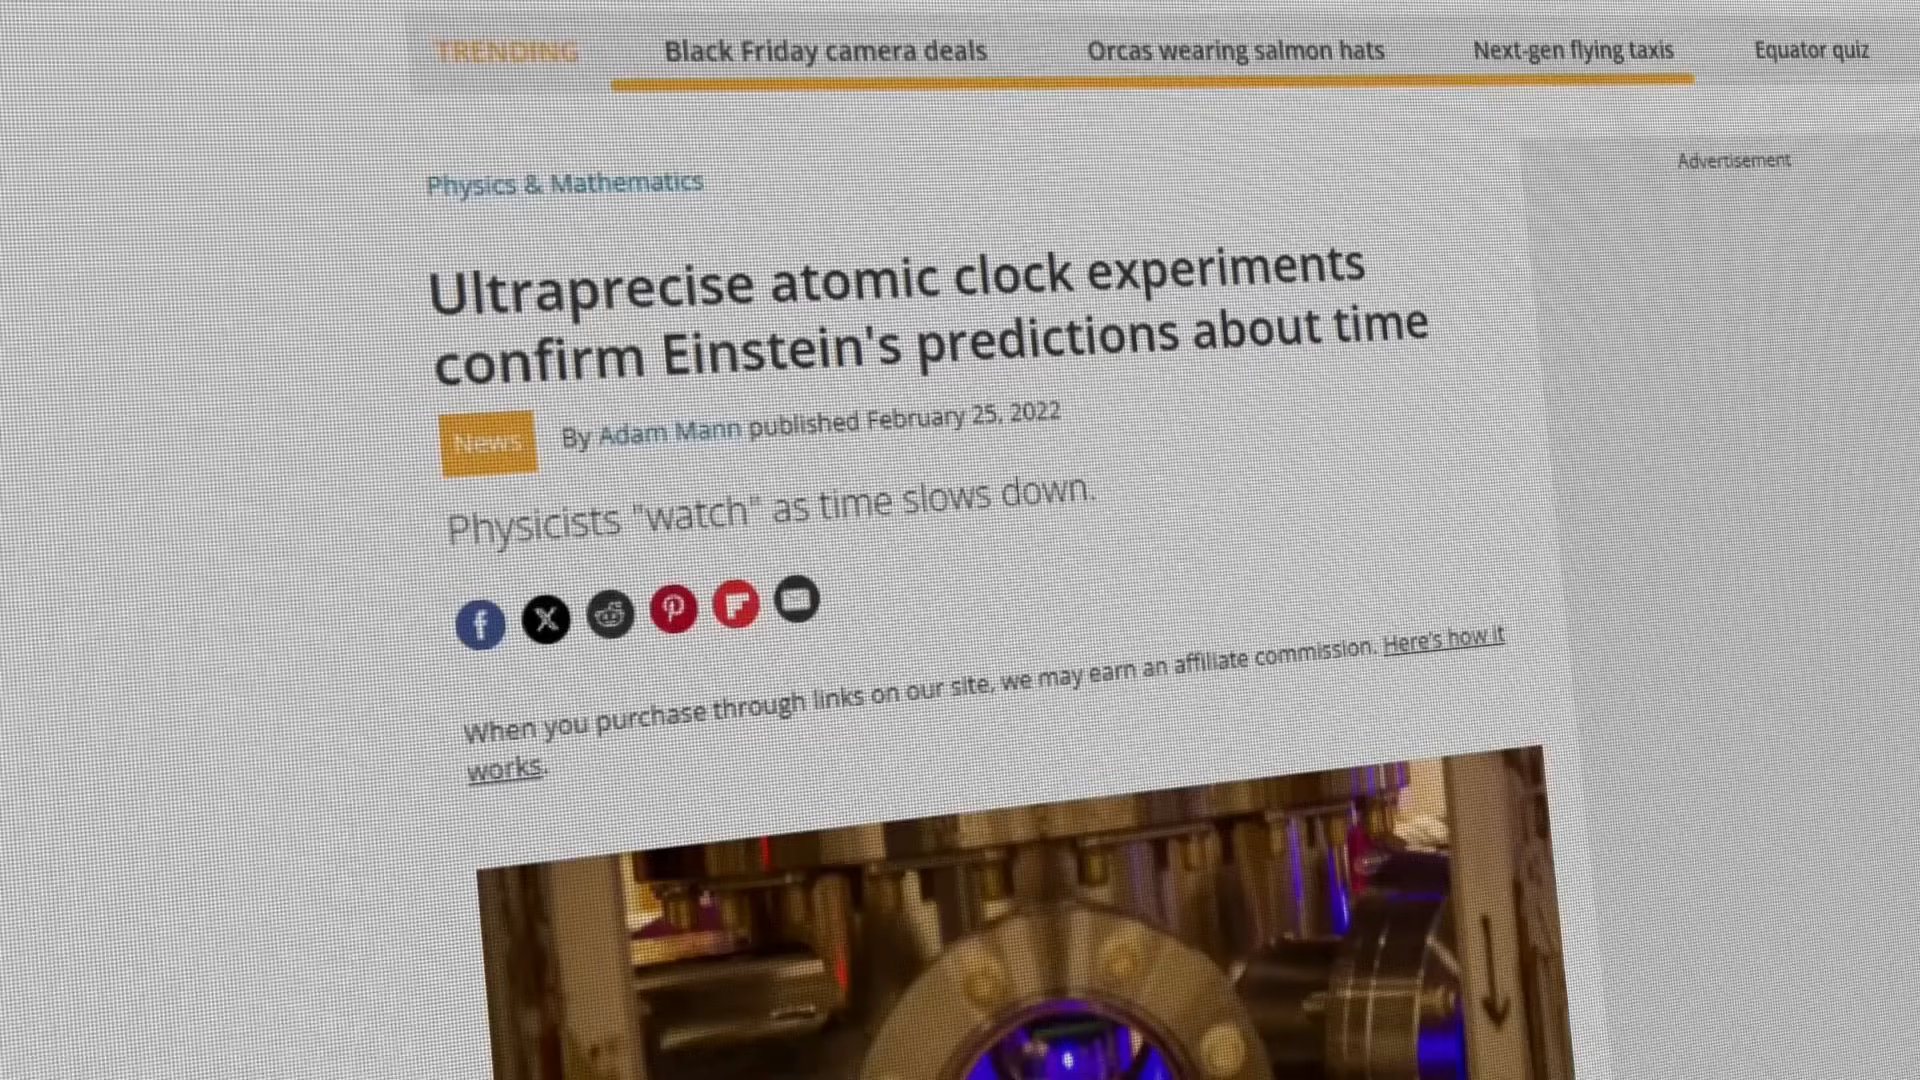 TRENDING Black Friday camera deals Orcas wearing salmon hats Next-gen flying taxis Equator quiz
Advertisement
Physics & Mathematics
Ultraprecise atomic clock experiments
confirm Einstein's predictions about time
News By Adam Mann published February 25, 2022
Physicists "watch" as time slows down.
When you purchase through links on our site, we may earn an affiliate commission. Here's how it
works.